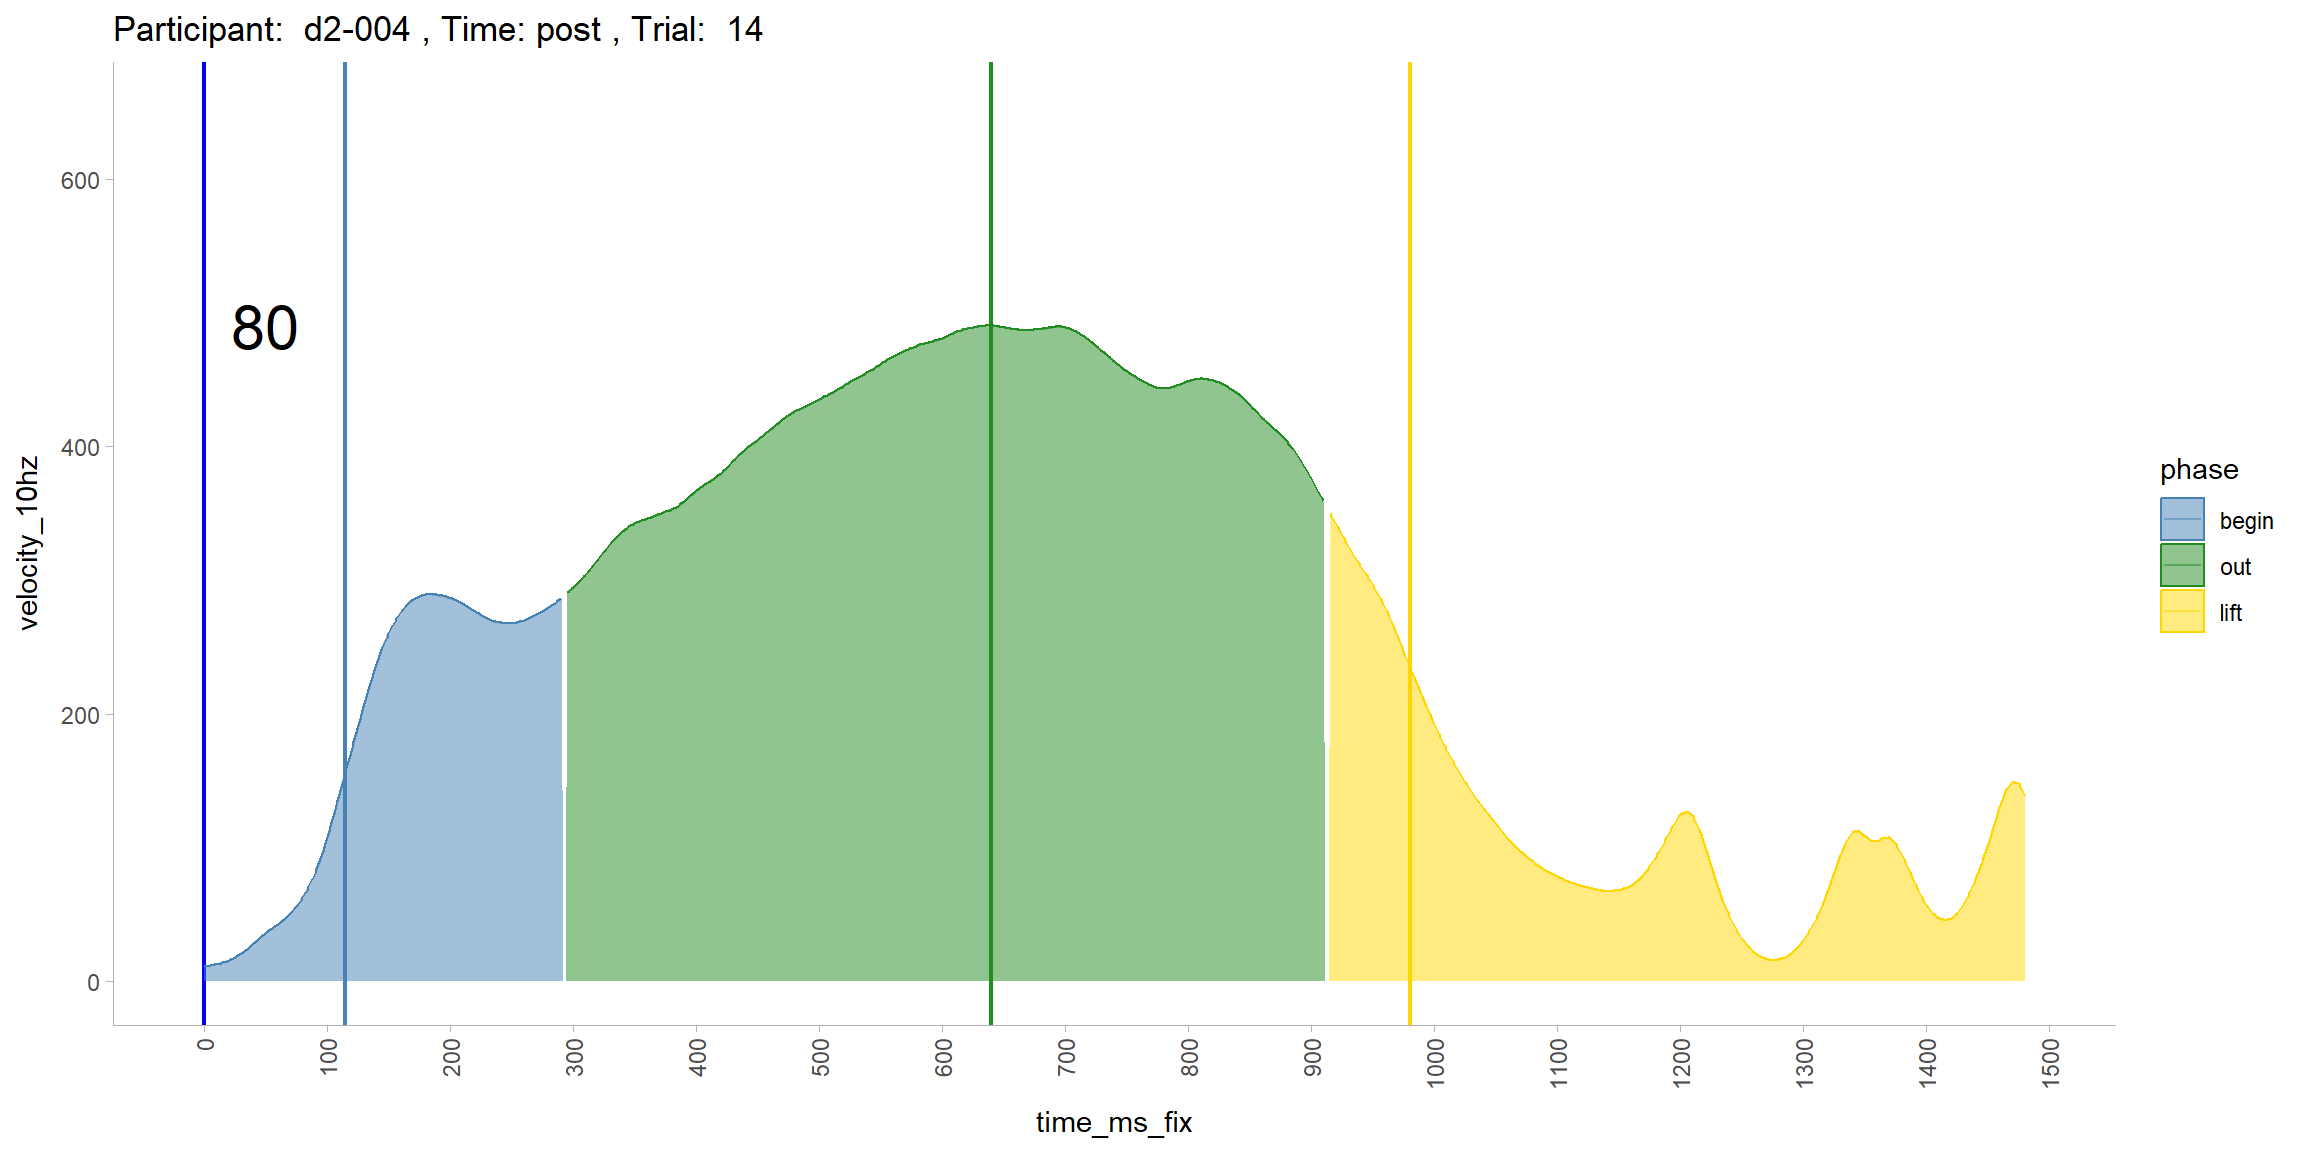 Participant:  d2-004 , Time: post , Trial:  14
velocity_10hz
600
400
200
0
80
0 100 200 300 400 500 600 700 800 900 1000 1100 1200 1300 1400 1500
time_ms_fix
phase
begin
out
lift